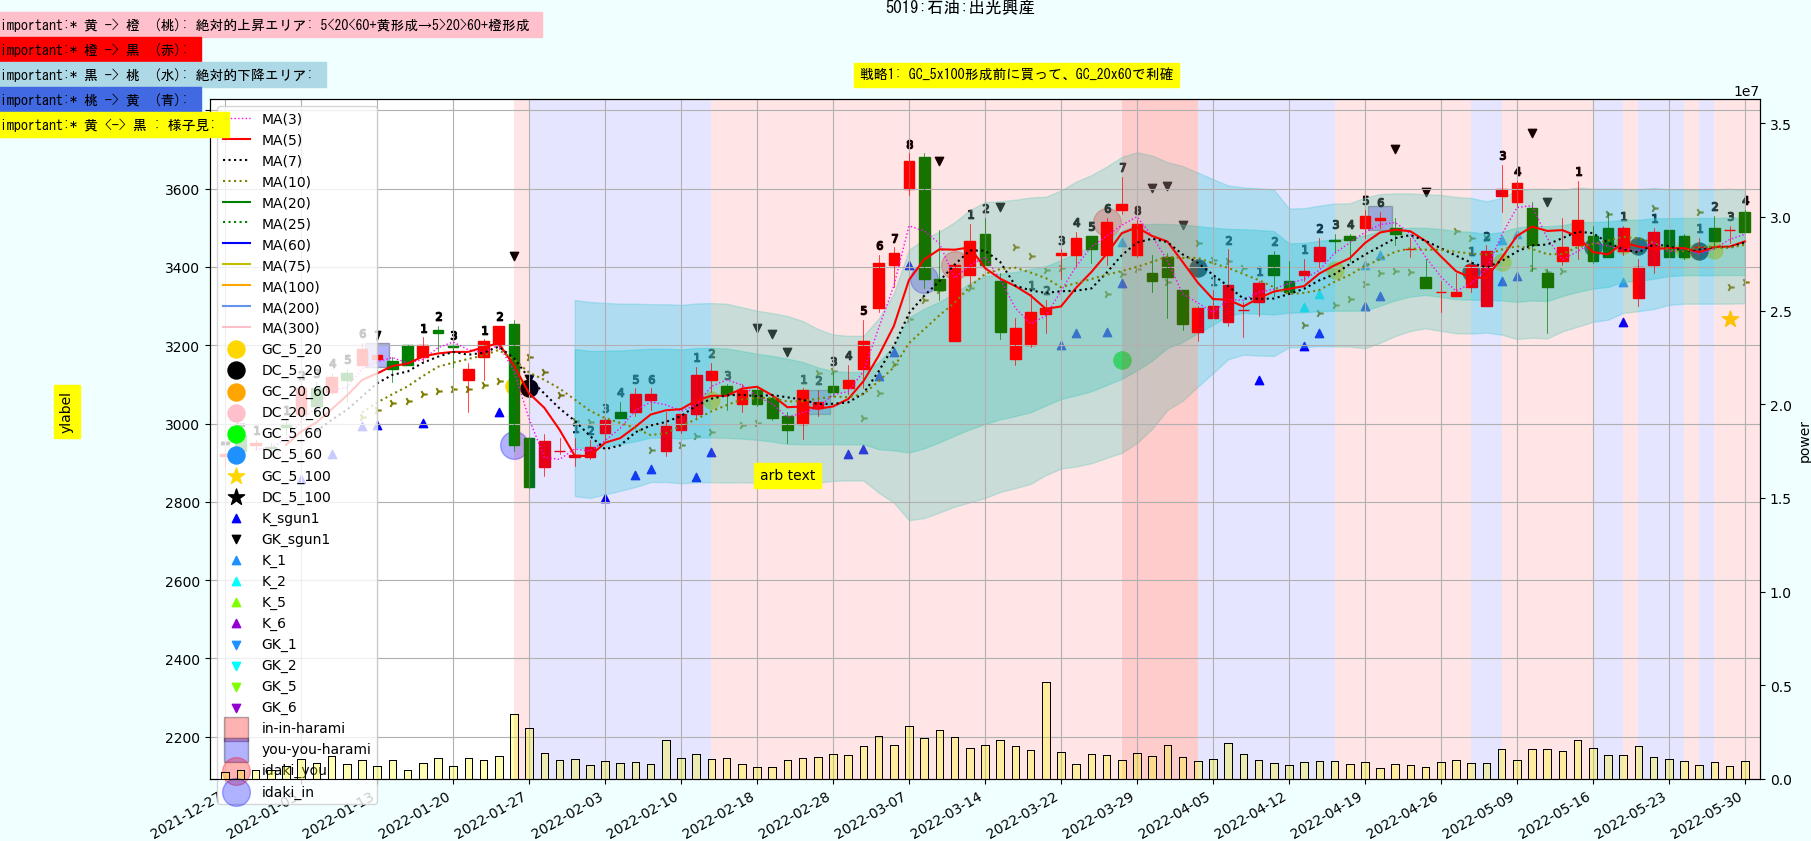 5019:石油:出光興産
important:* 黄 -> 橙 (桃): 絶対的上昇エリア: 5<20<60+黄形成→5>20>60+橙形成
important:* 橙 -> 黒 (赤):
important:* 黒 -> 桃 (水): 絶対的下降エリア:
戦略1: GC_5x100形成前に買って、GC_20x60で利確
important:* 桃 -> 黄 (青):
important:* 黄 <-> 黒 : 様子見:
1e7
MA(3)
MA(5)
MA(7)
MA(10)
MA(20)
MA(25)
MA(60)
MA(75)
MA(100)
MA(200)
MA(300)
GC_5_20
DC_5_20
GC_20_60
DC_20_60
GC_5_60
DC_5_60
GC_5_100
DC_5_100
K_sgun1
GK_sgun1
K_1
K_2
K_5
K_6
GK_1
GK_2
GK_5
GK_6
in-in-harami
you-you-harami
idaki_you
idaki_in
ylabel
3600
3400
3200
3000
2800
2600
2400
2200
arb text
3.5
3.0
2.5
2.0
1.5
1.0
0.5
0.0
power
2021-12-27
2022-01-13
2022-01-20
2022-01-27
2022-02-03
2022-02-10
2022-02-18
2022-02-28
2022-03-07
2022-03-14
2022-03-22
2022-03-29
2022-04-05
2022-04-12
2022-04-19
2022-04-26
2022-05-09
2022-05-16
2022-05-23
2022-05-30